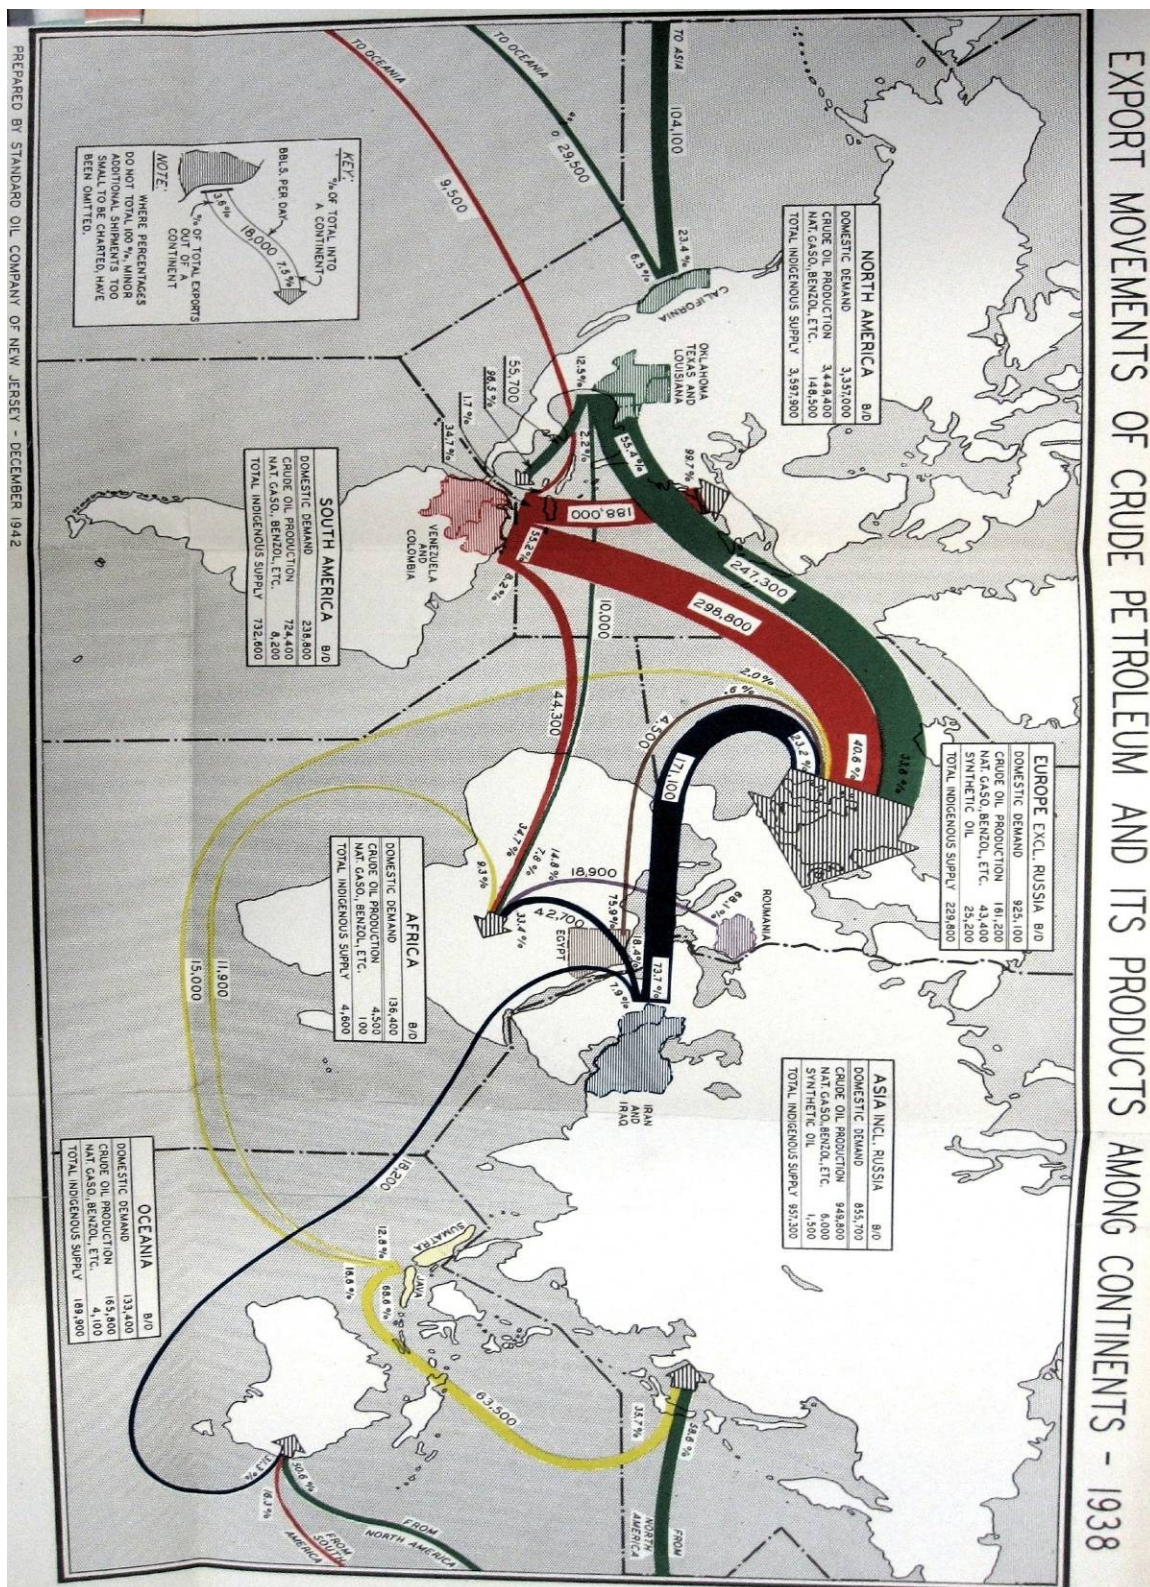 EXPORT MOVEMENTS OF CRUDE PETROLEUM AND ITS PRODUCTS AMONG CONTINENTS - 1938
TO ASIA
104,100
23.4 %
TO OCEANIA
29,500
6.5 %
TO OCEANIA
9,500
CALIFORNIA
NORTH AMERICA B/D
DOMESTIC DEMAND 3,357,000
CRUDE OIL PRODUCTION 3,449,400
NAT. GASO., BENZOL, ETC. 148,500
TOTAL INDIGENOUS SUPPLY 3,597,900
OKLAHOMA
TEXAS AND
LOUISIANA
12.5 %
55.4 %
2.2 %
99.7 %
55,700
96.5 %
1.7 %
34.7 %
188,000
55.2 %
8.2 %
VENEZUELA
AND
COLOMBIA
247,300
298,800
10,000
44,300
SOUTH AMERICA B/D
DOMESTIC DEMAND 238,800
CRUDE OIL PRODUCTION 724,400
NAT. GASO., BENZOL, ETC. 8,200
TOTAL INDIGENOUS SUPPLY 732,600
EUROPE EXCL. RUSSIA B/D
DOMESTIC DEMAND 925,100
CRUDE OIL PRODUCTION 161,200
NAT. GASO., BENZOL, ETC. 43,400
SYNTHETIC OIL 25,200
TOTAL INDIGENOUS SUPPLY 229,800
33.6 %
40.6 %
23.2 %
2.0 %
.6 %
4,500
171,100
ROUMANIA
68.1 %
18,900
14.8 %
7.8 %
34.7 %
9.3 %
33.4 %
42,700
75.9 %
EGYPT
18.4 %
73.7 %
7.9 %
IRAN
AND
IRAQ
AFRICA B/D
DOMESTIC DEMAND 136,400
CRUDE OIL PRODUCTION 4,500
NAT. GASO., BENZOL, ETC. 100
TOTAL INDIGENOUS SUPPLY 4,600
11,900
15,000
ASIA INCL. RUSSIA B/D
DOMESTIC DEMAND 855,700
CRUDE OIL PRODUCTION 949,800
NAT. GASO., BENZOL, ETC. 6,000
SYNTHETIC OIL 1,500
TOTAL INDIGENOUS SUPPLY 957,300
18,200
SUMATRA
JAVA
12.8 %
16.6 %
68.6 %
63,500
35.7 %
58.6 %
FROM
NORTH
AMERICA
OCEANIA B/D
DOMESTIC DEMAND 133,400
CRUDE OIL PRODUCTION 165,800
NAT. GASO., BENZOL, ETC. 4,100
TOTAL INDIGENOUS SUPPLY 169,900
31.3 %
50.6 %
16.3 %
FROM
NORTH AMERICA
FROM
SOUTH
AMERICA
KEY:
% OF TOTAL INTO
A CONTINENT
BBLS. PER DAY
3.6 %
18,000
7.5 %
% OF TOTAL EXPORTS
OUT OF A
CONTINENT
NOTE:
WHERE PERCENTAGES
DO NOT TOTAL 100 %, MINOR
ADDITIONAL SHIPMENTS TOO
SMALL TO BE CHARTED, HAVE
BEEN OMITTED.
PREPARED BY STANDARD OIL COMPANY OF NEW JERSEY - DECEMBER 1942